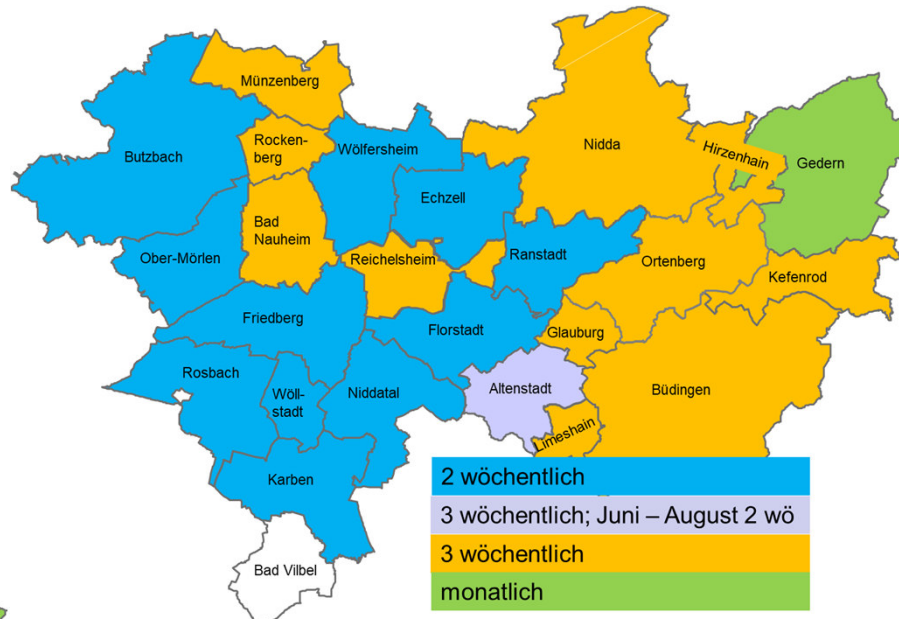 Münzenberg
Rocken-
berg
Butzbach
Wölfersheim
Nidda
Hirzenhain
Gedern
Echzell
Bad
Nauheim
Ober-Mörlen
Reichelsheim
Ranstadt
Ortenberg
Kefenrod
Friedberg
Florstadt
Glauburg
Rosbach
Wöll-
stadt
Niddatal
Altenstadt
Büdingen
Limeshain
Karben
Bad Vilbel
2 wöchentlich
3 wöchentlich; Juni – August 2 wö
3 wöchentlich
monatlich